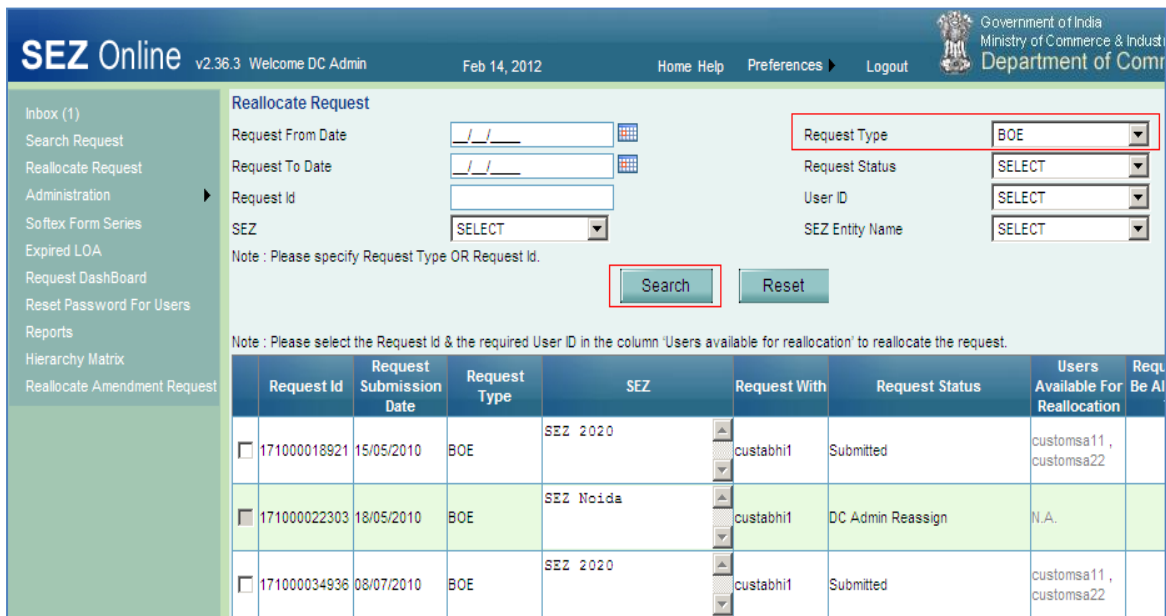 Government of India
Ministry of Commerce & Industr
SEZ Online v2.36.3 Welcome DC Admin Feb 14, 2012 Home Help Preferences Logout Department of Comm
Inbox (1)
Search Request
Reallocate Request
Administration
Softex Form Series
Expired LOA
Request DashBoard
Reset Password For Users
Reports
Hierarchy Matrix
Reallocate Amendment Request
Reallocate Request
Request From Date __/__/____ Request Type BOE
Request To Date __/__/____ Request Status SELECT
Request Id User ID SELECT
SEZ SELECT SEZ Entity Name SELECT
Note : Please specify Request Type OR Request Id.
Search Reset
Note : Please select the Request Id & the required User ID in the column 'Users available for reallocation' to reallocate the request.
Request Id Request Submission Date Request Type SEZ Request With Request Status Users Available For Reallocation Requ Be Al
171000018921 15/05/2010 BOE SEZ 2020 custabhi1 Submitted customsa11 , customsa22
171000022303 18/05/2010 BOE SEZ Noida custabhi1 DC Admin Reassign N.A.
171000034936 08/07/2010 BOE SEZ 2020 custabhi1 Submitted customsa11 , customsa22